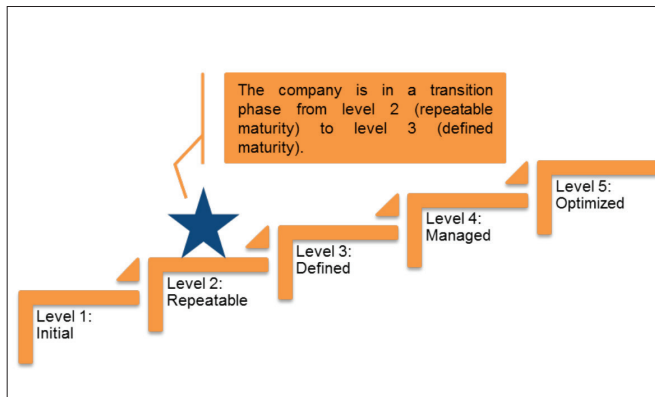 The company is in a transition
phase from level 2 (repeatable
maturity) to level 3 (defined
maturity).
Level 5:
Optimized
Level 4:
Managed
Level 3:
Defined
Level 2:
Repeatable
Level 1:
Initial